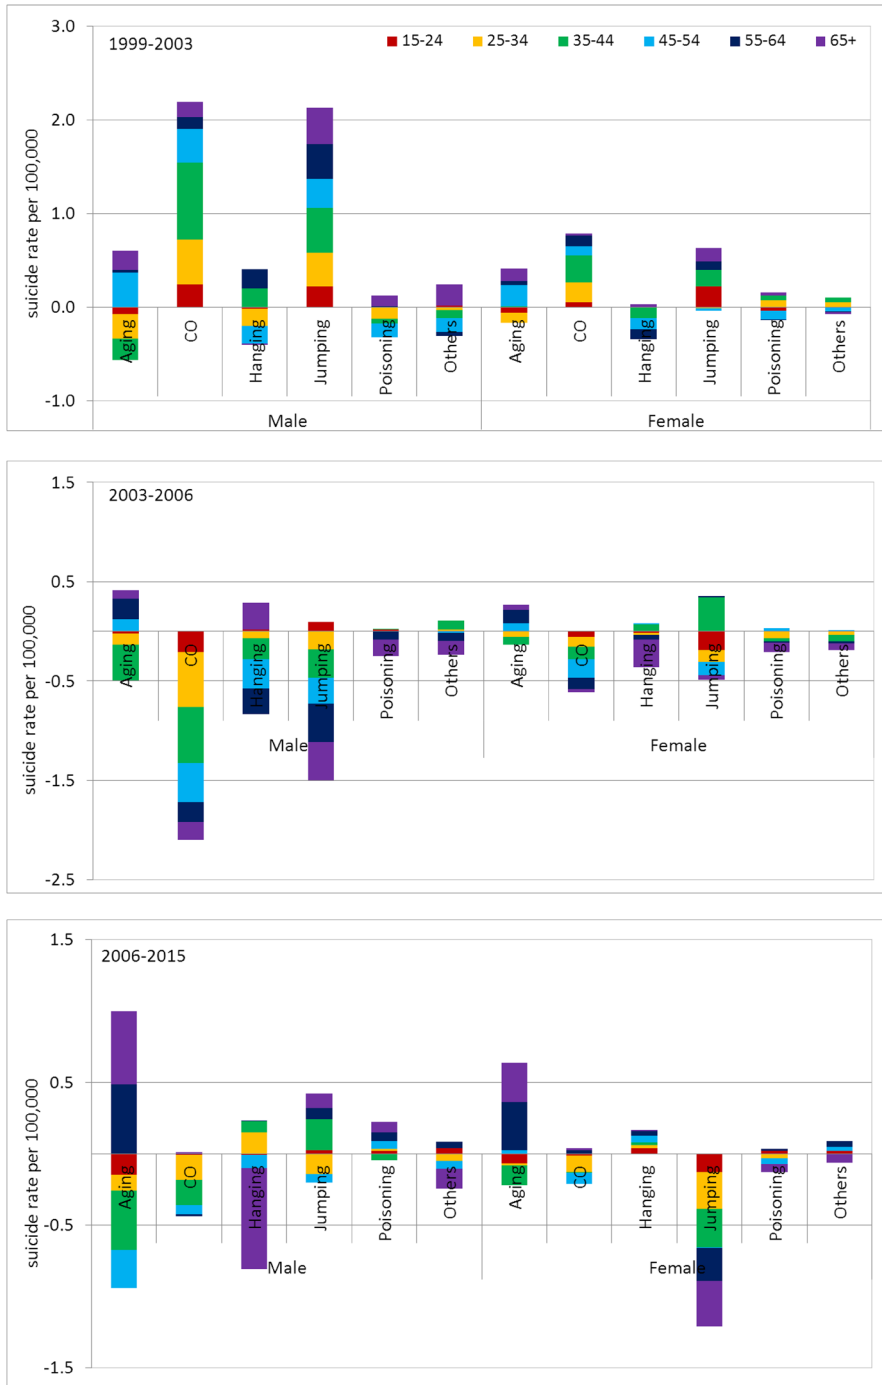 3.0
1999-2003
15-24 25-34 35-44 45-54 55-64 65+
2.0
1.0
0.0
-1.0
suicide rate per 100,000
Aging CO Hanging Jumping Poisoning Others Aging CO Hanging Jumping Poisoning Others
Male Female
1.5
2003-2006
0.5
-0.5
-1.5
-2.5
suicide rate per 100,000
Aging CO Hanging Jumping Poisoning Others Aging CO Hanging Jumping Poisoning Others
Male Female
1.5
2006-2015
0.5
-0.5
-1.5
suicide rate per 100,000
Aging CO Hanging Jumping Poisoning Others Aging CO Hanging Jumping Poisoning Others
Male Female